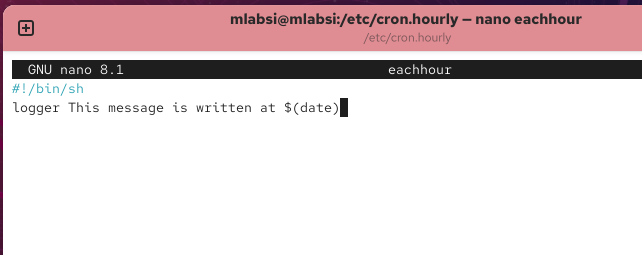 mlabsi@mlabsi:/etc/cron.hourly — nano eachhour
/etc/cron.hourly
GNU nano 8.1 eachhour
#!/bin/sh
logger This message is written at $(date)